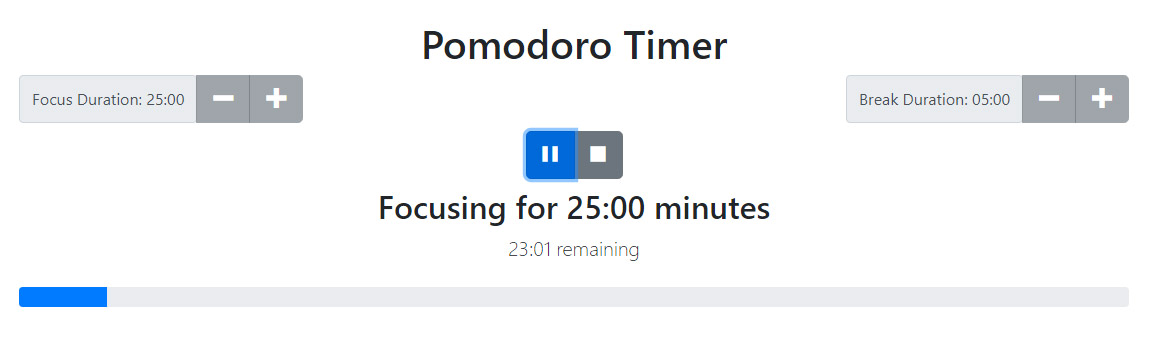 Pomodoro Timer
Focus Duration: 25:00
Break Duration: 05:00
Focusing for 25:00 minutes
23:01 remaining